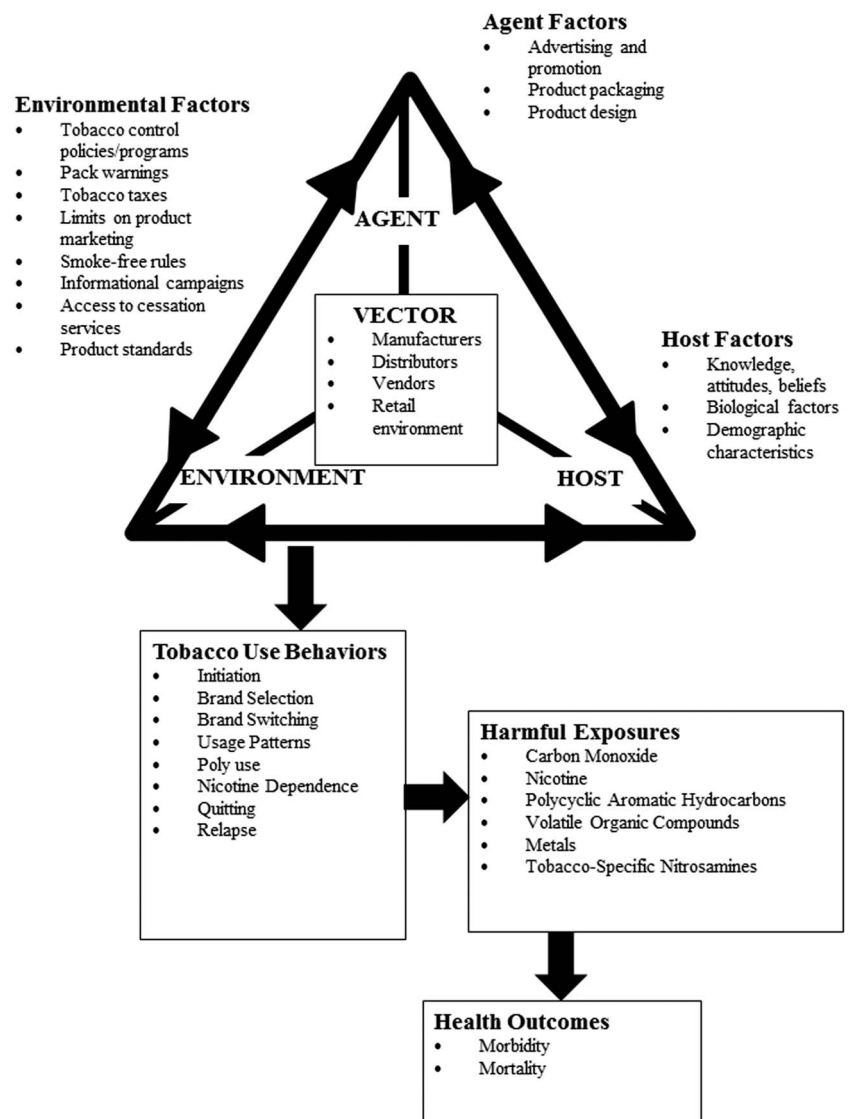 Agent Factors
• Advertising and
promotion
• Product packaging
• Product design
Environmental Factors
• Tobacco control
policies/programs
• Pack warnings
• Tobacco taxes
• Limits on product
marketing
• Smoke-free rules
• Informational campaigns
• Access to cessation
services
• Product standards
AGENT
VECTOR
• Manufacturers
• Distributors
• Vendors
• Retail
environment
Host Factors
• Knowledge,
attitudes, beliefs
• Biological factors
• Demographic
characteristics
ENVIRONMENT
HOST
Tobacco Use Behaviors
• Initiation
• Brand Selection
• Brand Switching
• Usage Patterns
• Poly use
• Nicotine Dependence
• Quitting
• Relapse
Harmful Exposures
• Carbon Monoxide
• Nicotine
• Polycyclic Aromatic Hydrocarbons
• Volatile Organic Compounds
• Metals
• Tobacco-Specific Nitrosamines
Health Outcomes
• Morbidity
• Mortality